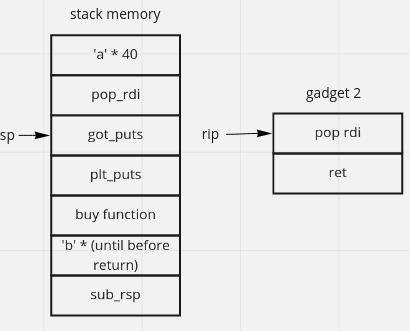 stack memory
'a' * 40
pop_rdi
gadget 2
sp
got_puts
rip
pop rdi
plt_puts
ret
buy function
'b' * (until before
return)
sub_rsp